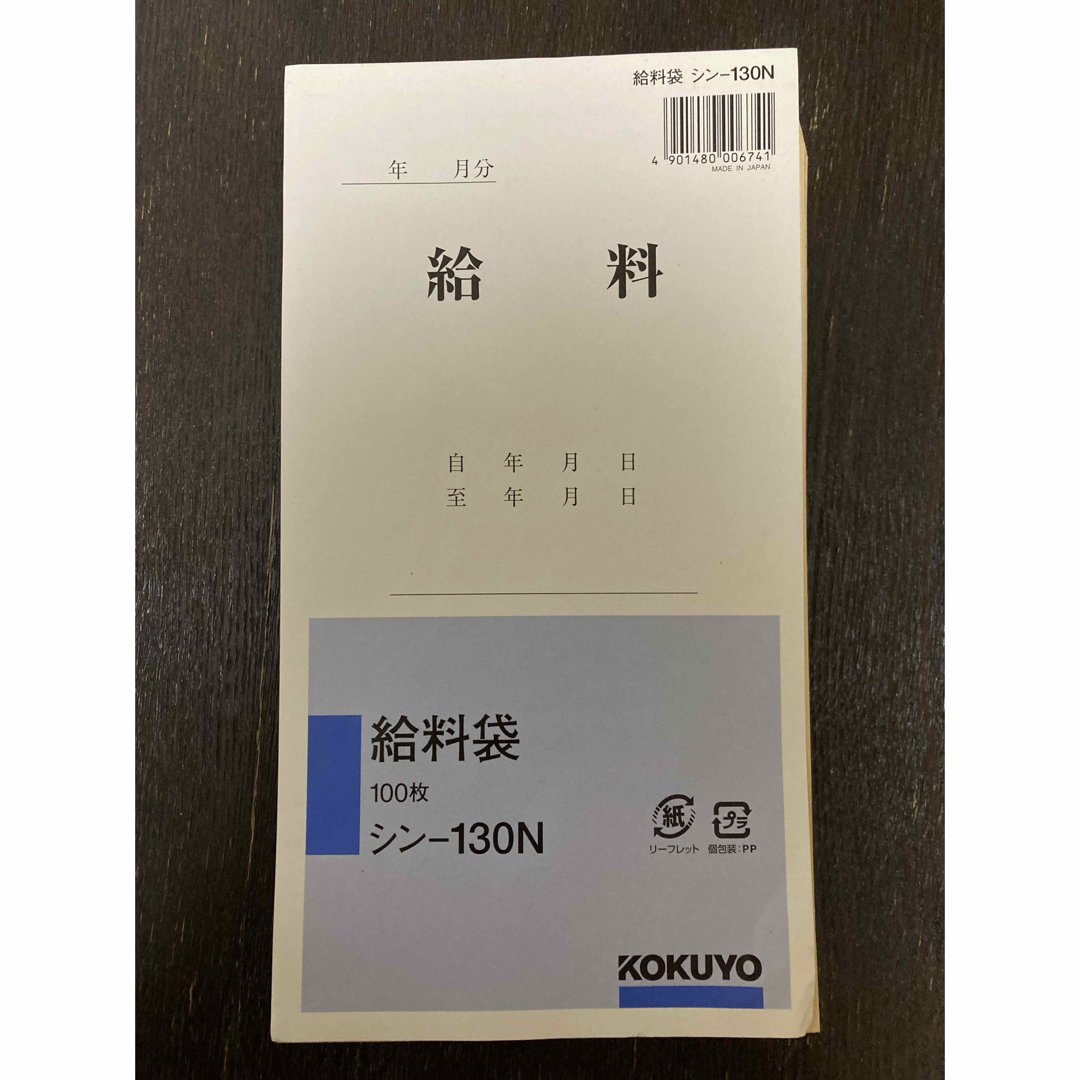 給料袋 シン−130N
4 901480 006741
MADE IN JAPAN
年 月分
給 料
自 年 月 日
至 年 月 日
給料袋
100枚
シン−130N
紙 プラ
リーフレット 個包装:PP
KOKUYO